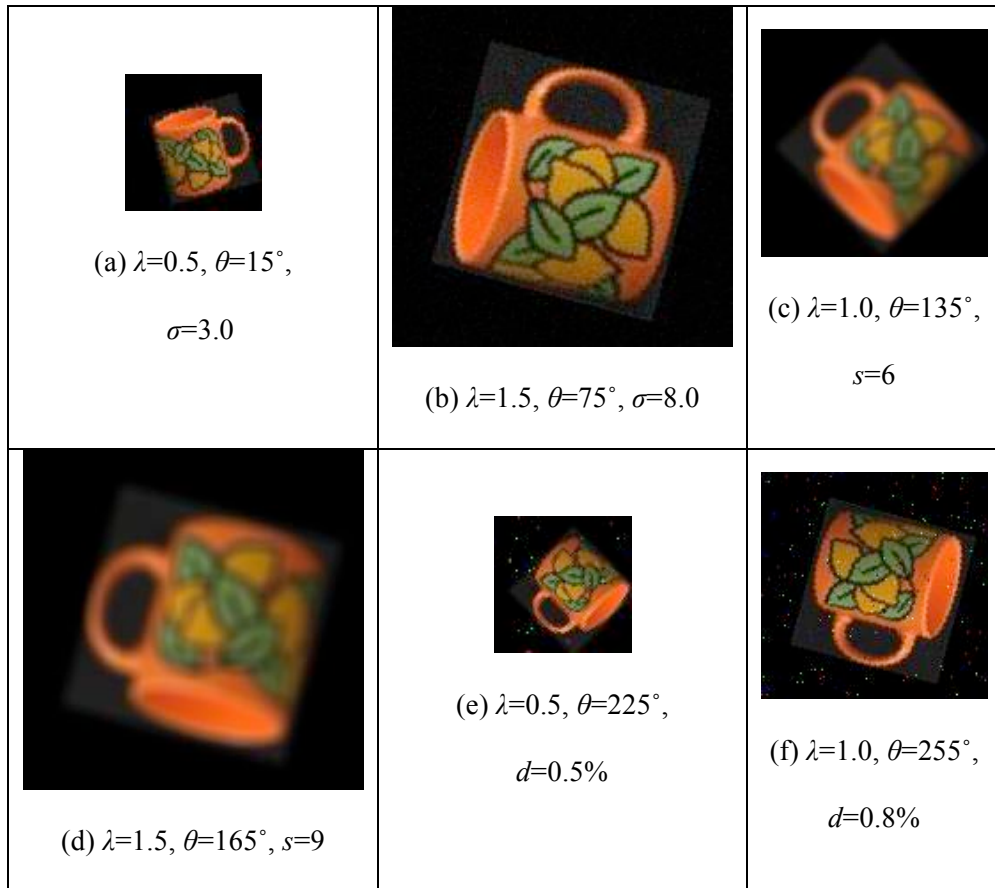 (a) λ=0.5, θ=15˚,
σ=3.0
(b) λ=1.5, θ=75˚, σ=8.0
(c) λ=1.0, θ=135˚,
s=6
(d) λ=1.5, θ=165˚, s=9
(e) λ=0.5, θ=225˚,
d=0.5%
(f) λ=1.0, θ=255˚,
d=0.8%